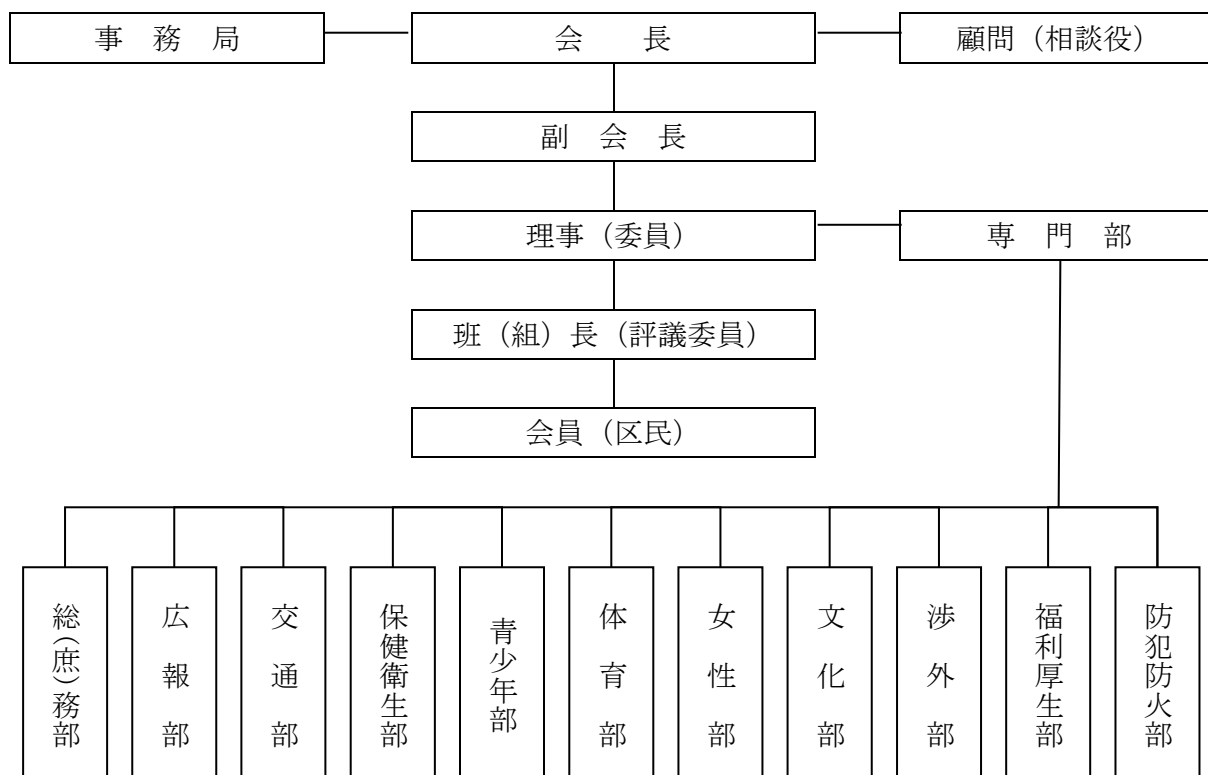 事　務　局
会　　長
顧問（相談役）
副　会　長
理事（委員）
専　門　部
班（組）長（評議委員）
会員（区民）
総（庶）務部
広報部
交通部
保健衛生部
青少年部
体育部
女性部
文化部
渉外部
福利厚生部
防犯防火部